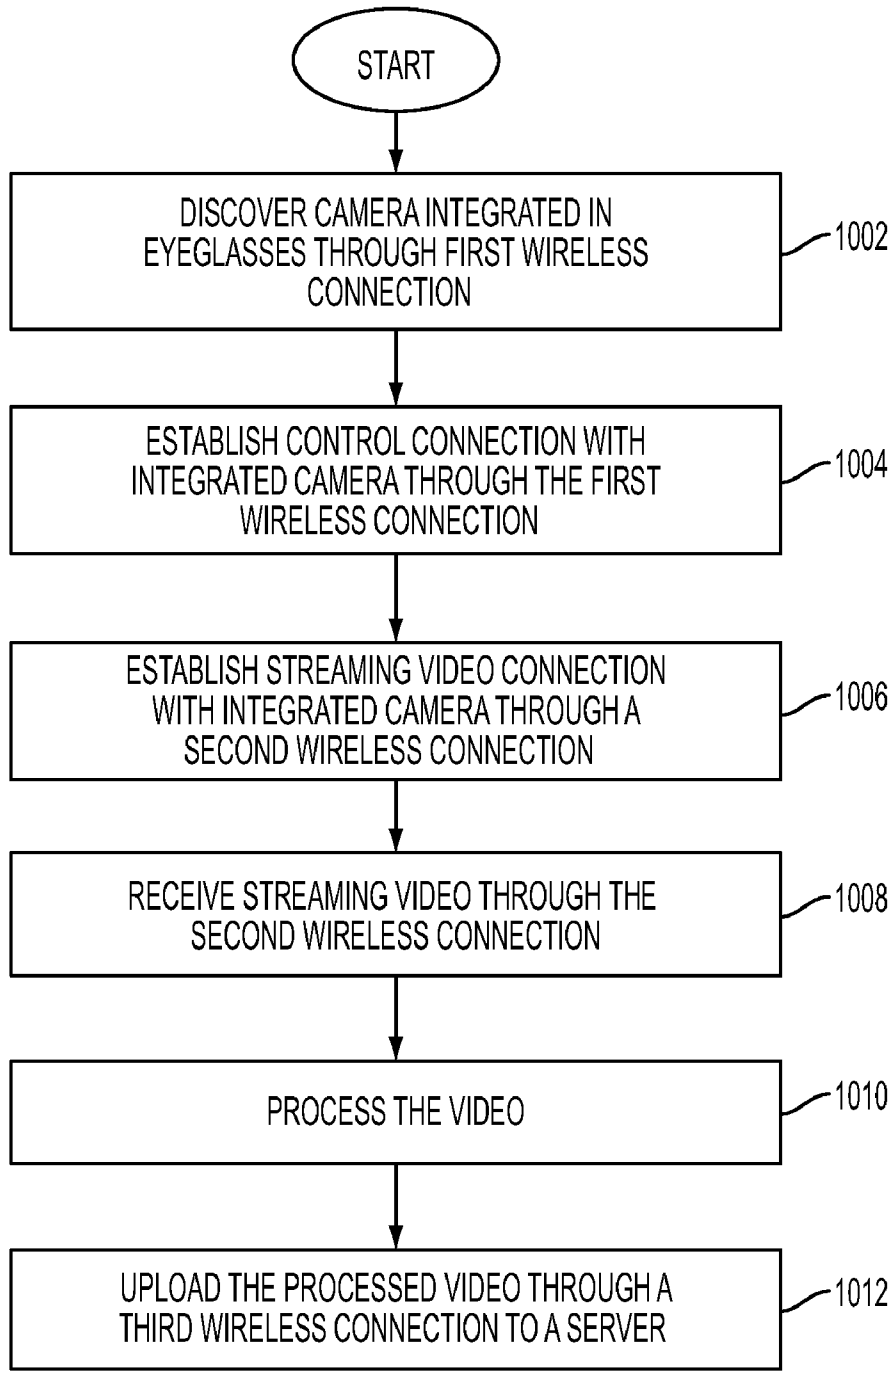 START
DISCOVER CAMERA INTEGRATED IN
EYEGLASSES THROUGH FIRST WIRELESS
CONNECTION
1002
ESTABLISH CONTROL CONNECTION WITH
INTEGRATED CAMERA THROUGH THE FIRST
WIRELESS CONNECTION
1004
ESTABLISH STREAMING VIDEO CONNECTION
WITH INTEGRATED CAMERA THROUGH A
SECOND WIRELESS CONNECTION
1006
RECEIVE STREAMING VIDEO THROUGH THE
SECOND WIRELESS CONNECTION
1008
PROCESS THE VIDEO
1010
UPLOAD THE PROCESSED VIDEO THROUGH A
THIRD WIRELESS CONNECTION TO A SERVER
1012